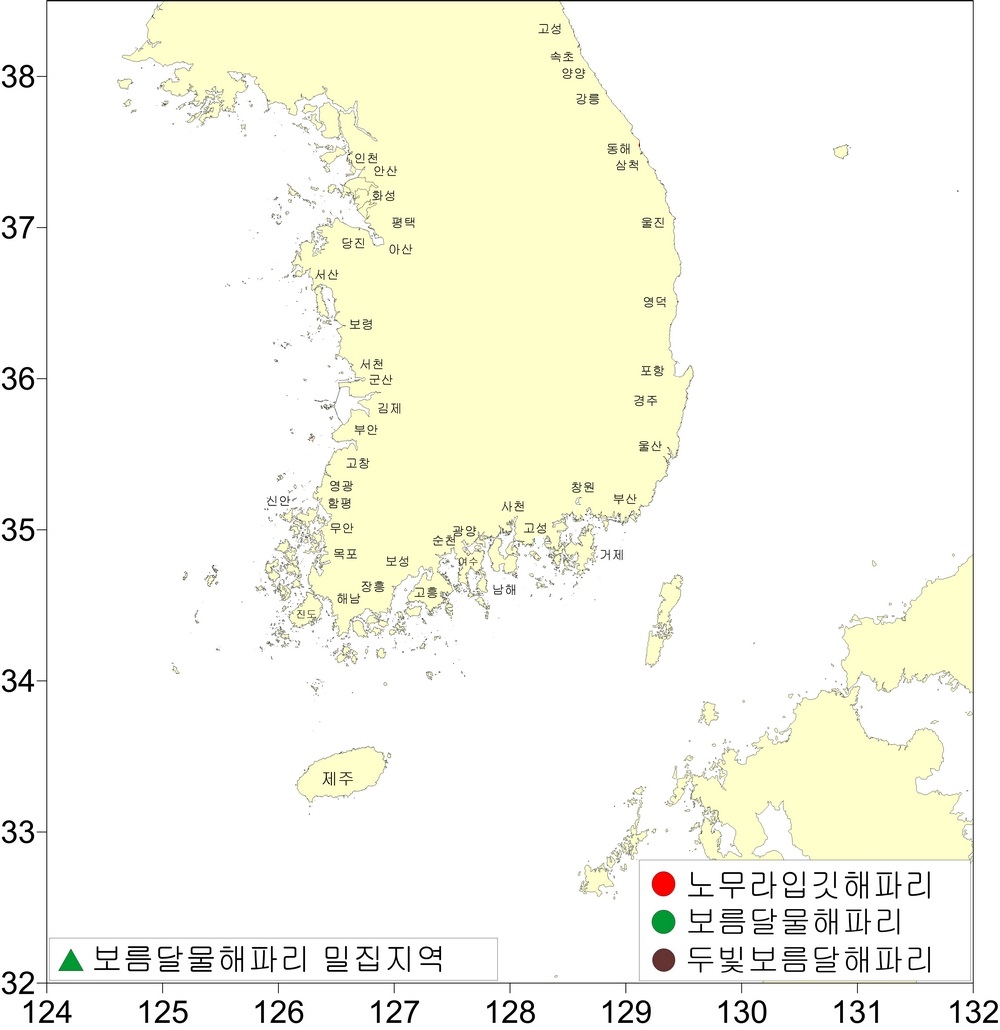 고성
속초
양양
38
강릉
동해
인천
삼척
안산
화성
37
평택
울진
당진
아산
서산
영덕
보령
서천
포항
36
군산
경주
김제
부안
울산
고창
영광
창원
신안
함평
사천
부산
35
무안
광양
고성
순천
목포
보성
여수
거제
장흥
고흥
남해
해남
진도
34
제주
33
노무라입깃해파리
보름달물해파리
보름달물해파리 밀집지역
두빛보름달해파리
32
124 125 126 127 128 129 130 131 132